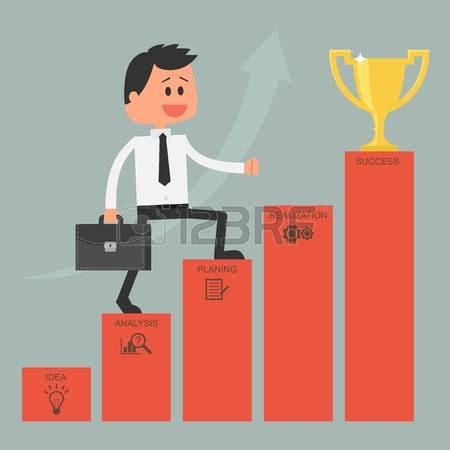 IDEA
ANALYSIS
?
PLANING
REALIZATION
SUCCESS
123RF